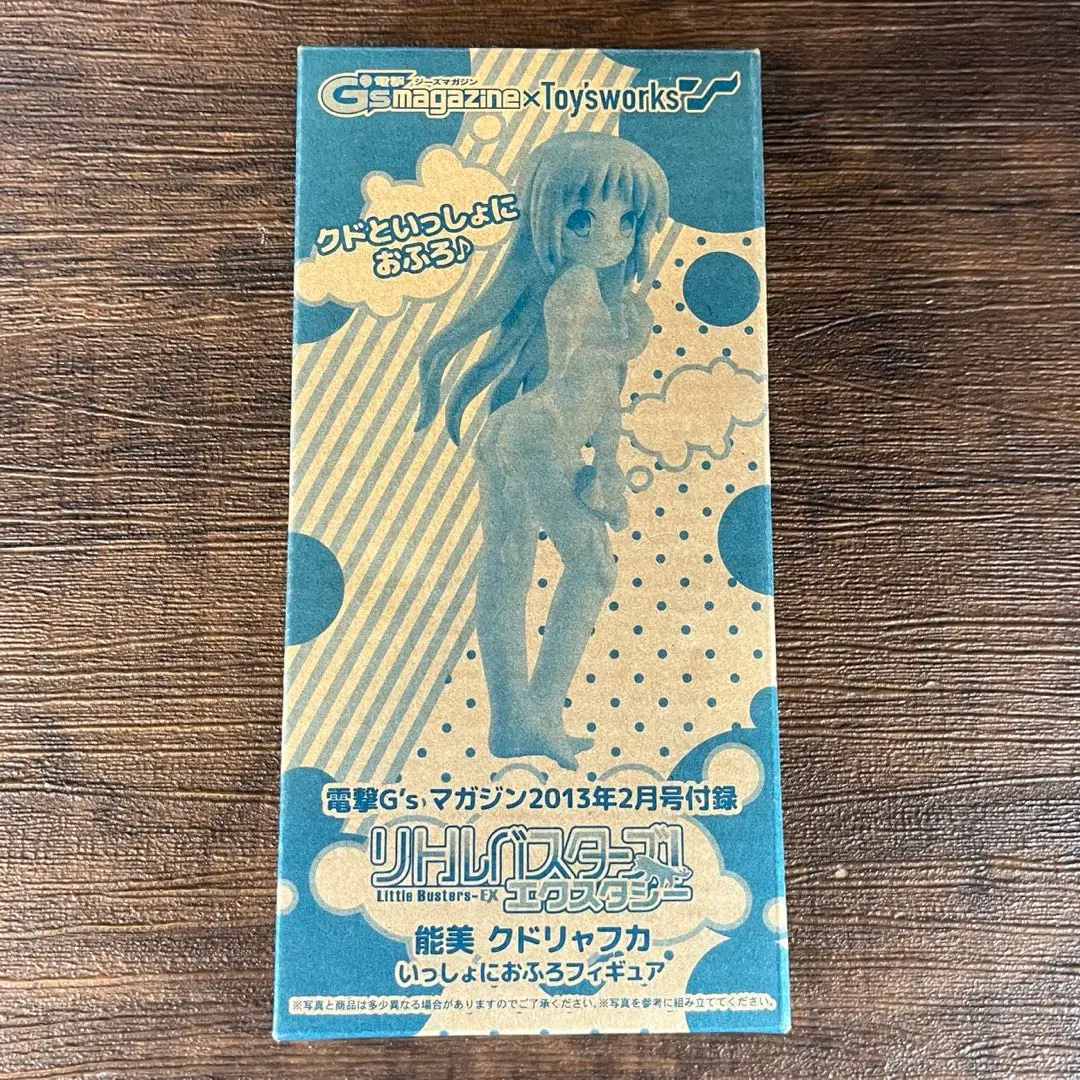 電撃 ジーズマガジン
G's magazine×Toy'sworks
クドといっしょに
おふろ♪
電撃G'sマガジン2013年2月号付録
リトルバスターズ!
Little Busters-EX エクスタシー
能美 クドリャフカ
いっしょにおふろフィギュア
※写真と商品は多少異なる場合がありますのでご了承ください。※写真を参考に組み立ててください。